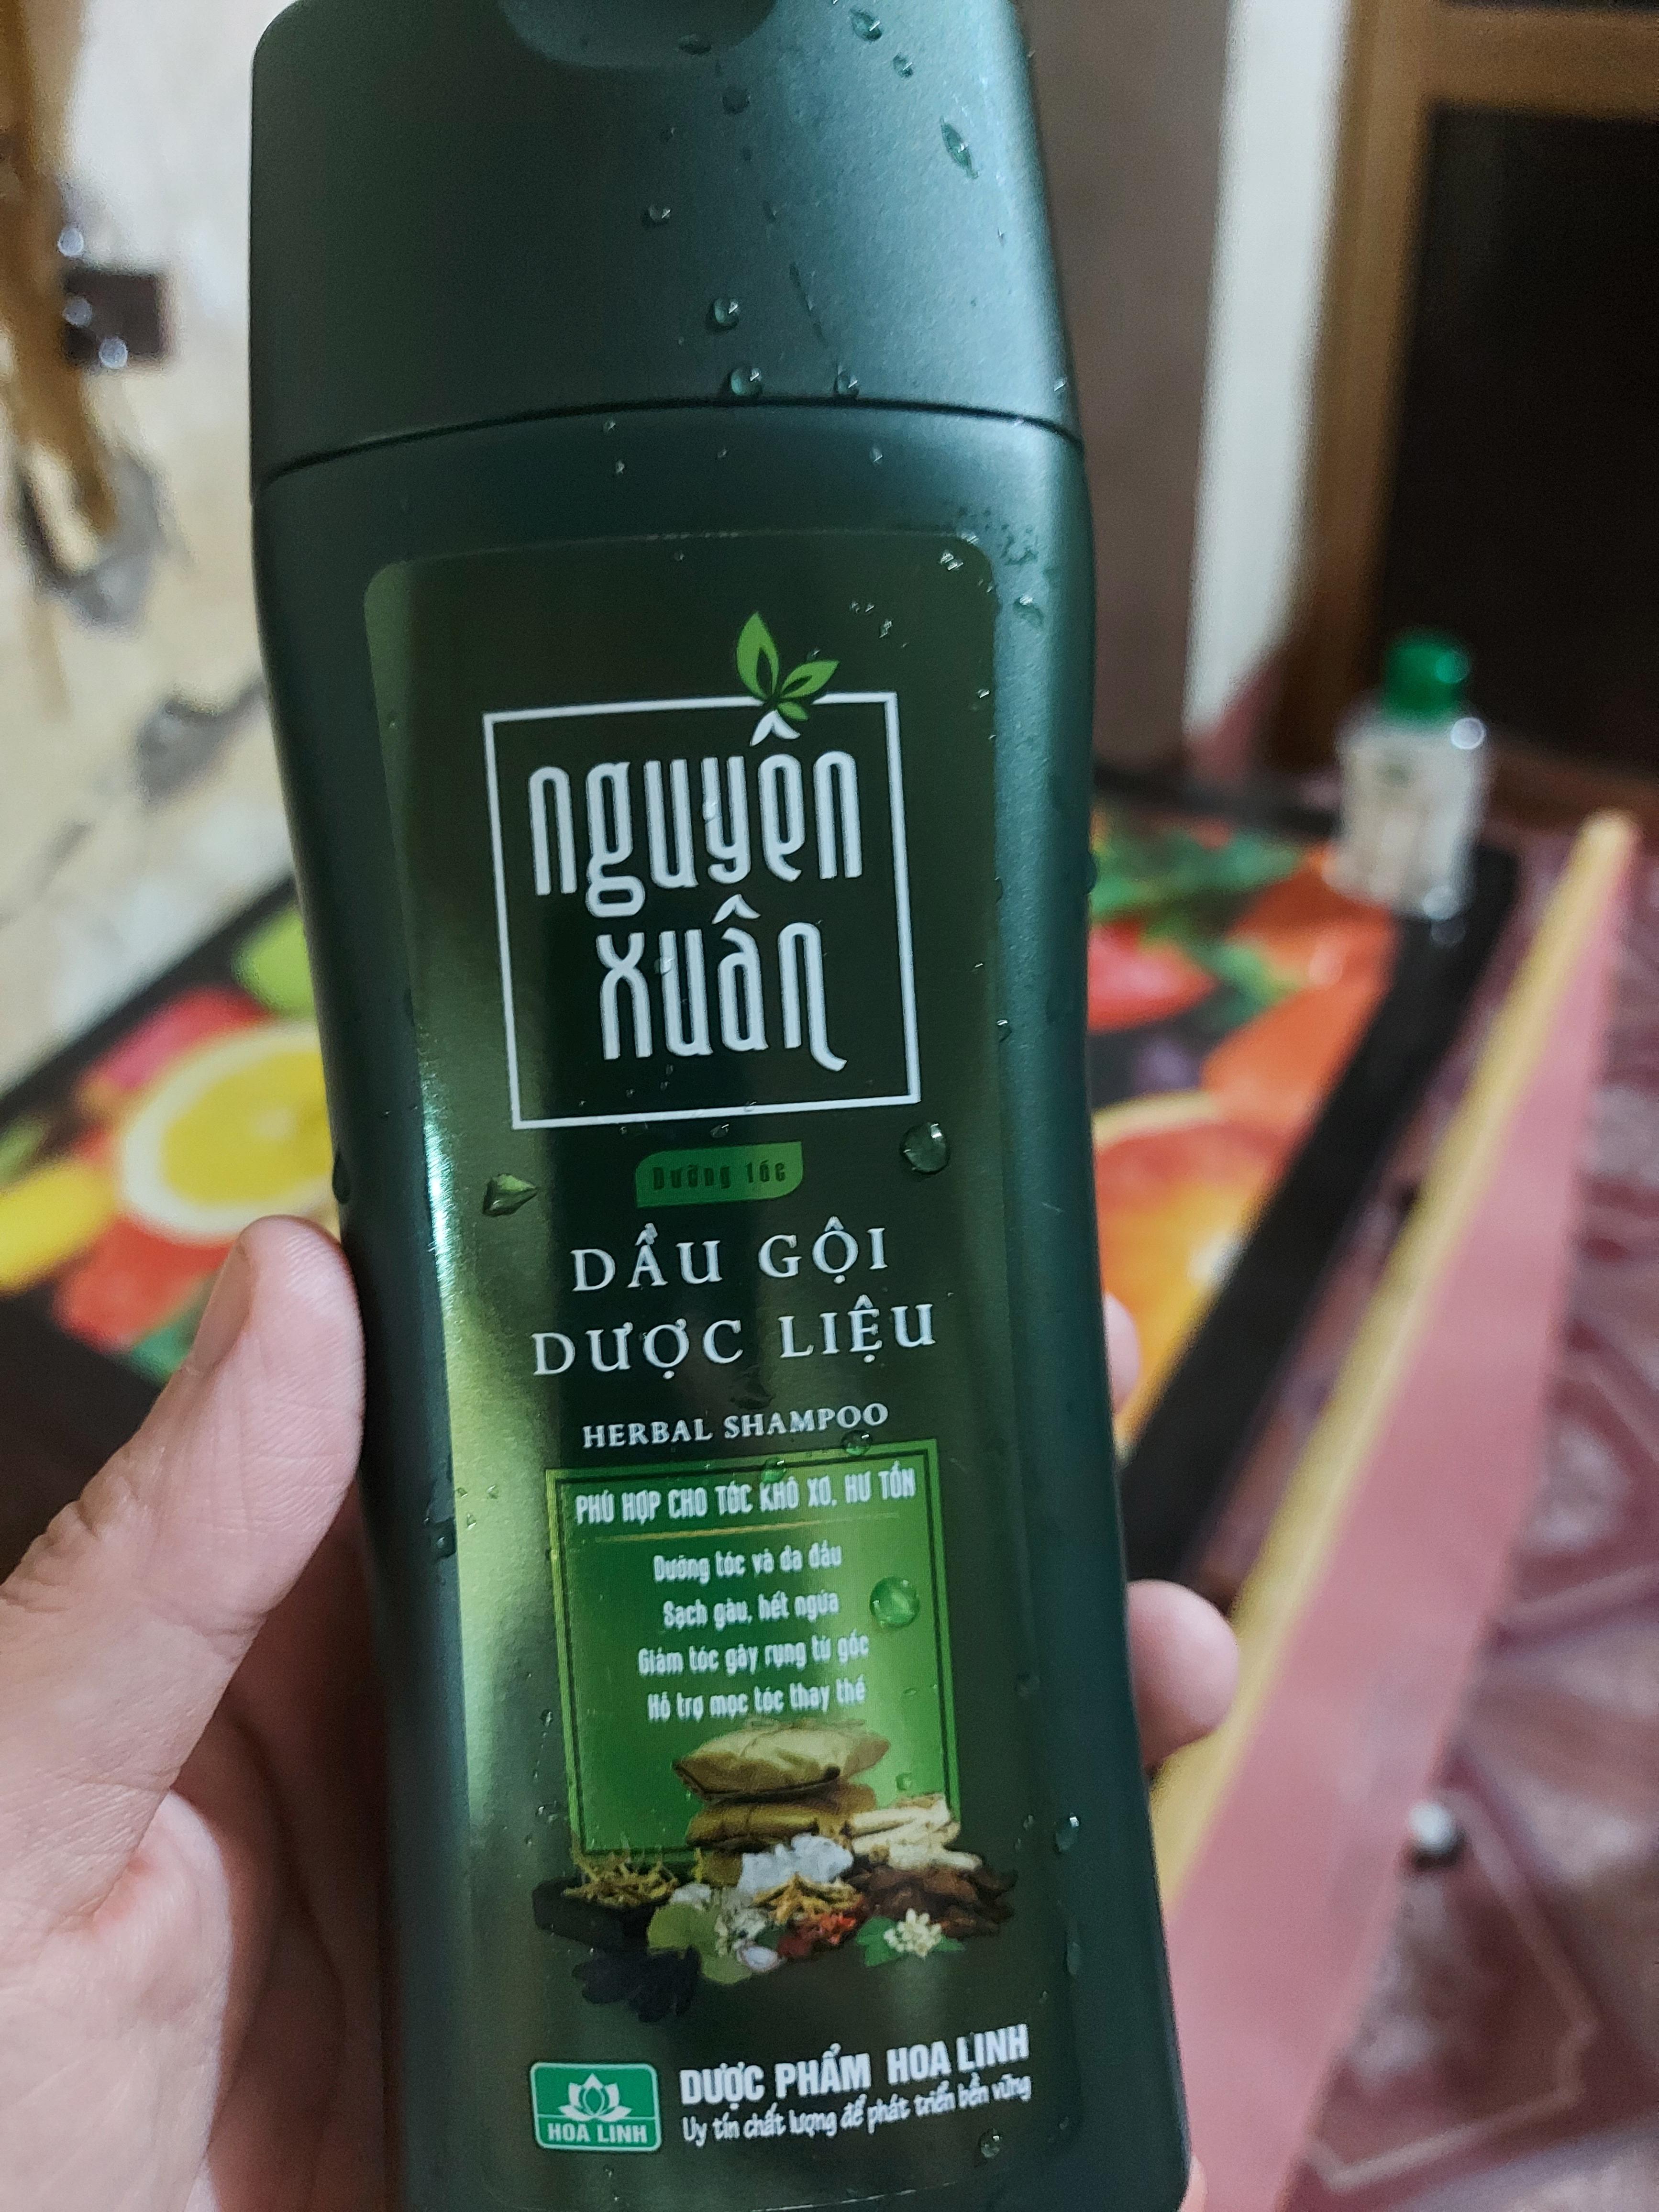 nguyên
xuân
Dưỡng tóc
DẦU GỘI
DƯỢC LIỆU
HERBAL SHAMPOO
PHÙ HỢP CHO TÓC KHÔ XƠ, HƯ TỔN
Dưỡng tóc và da đầu
Sạch gàu, hết ngứa
Giảm tóc gãy rụng từ gốc
Hỗ trợ mọc tóc thay thế
HOA LINH
DƯỢC PHẨM HOA LINH
Uy tín chất lượng để phát triển bền vững